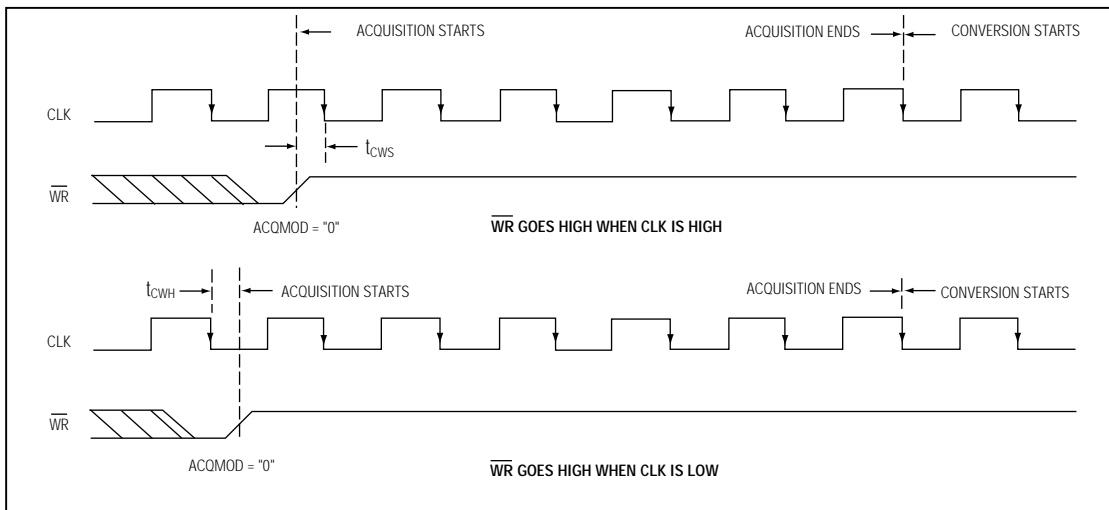 ACQUISITION STARTS
ACQUISITION ENDS
CONVERSION STARTS
CLK
tCWS
WR
ACQMOD = "0"
WR GOES HIGH WHEN CLK IS HIGH
tCWH
ACQUISITION STARTS
ACQUISITION ENDS
CONVERSION STARTS
CLK
WR
ACQMOD = "0"
WR GOES HIGH WHEN CLK IS LOW